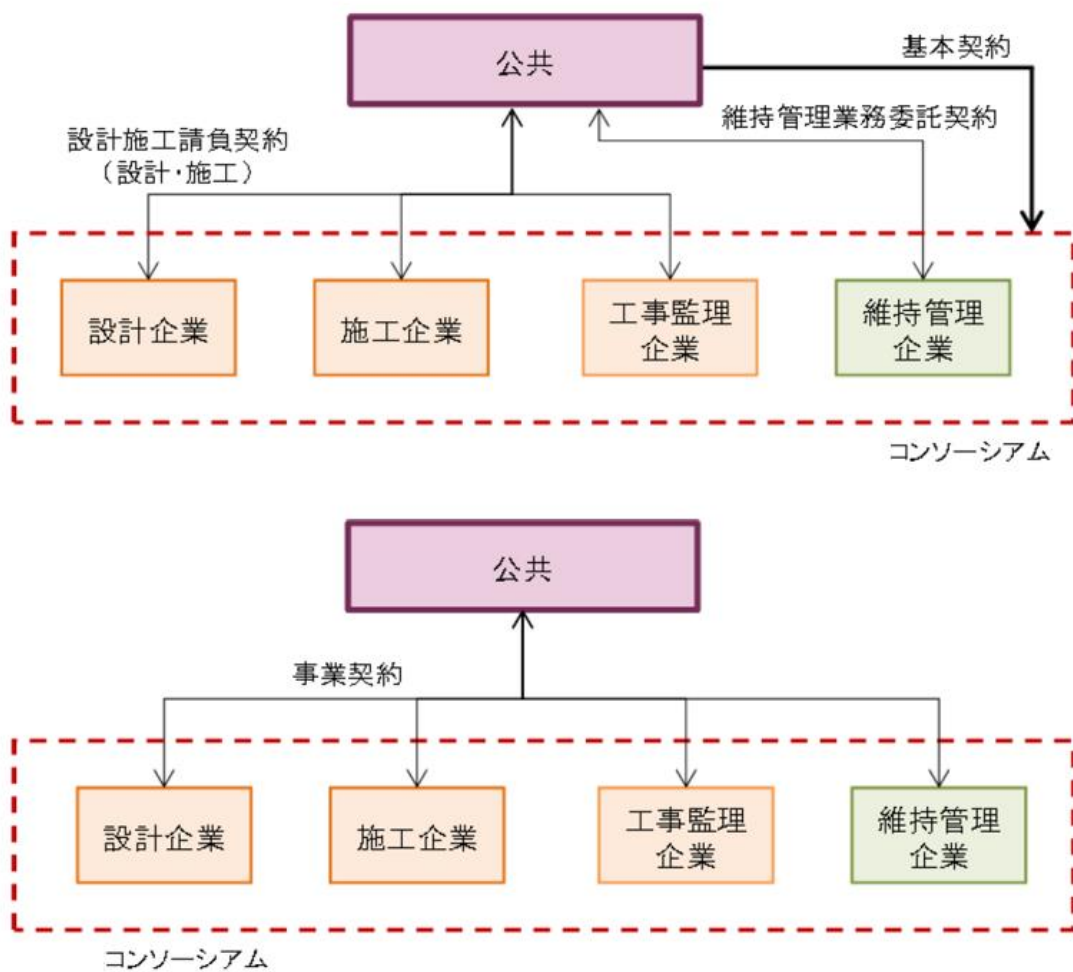 公共
基本契約
維持管理業務委託契約
設計施工請負契約
（設計・施工）
設計企業
施工企業
工事監理
企業
維持管理
企業
コンソーシアム
公共
事業契約
設計企業
施工企業
工事監理
企業
維持管理
企業
コンソーシアム